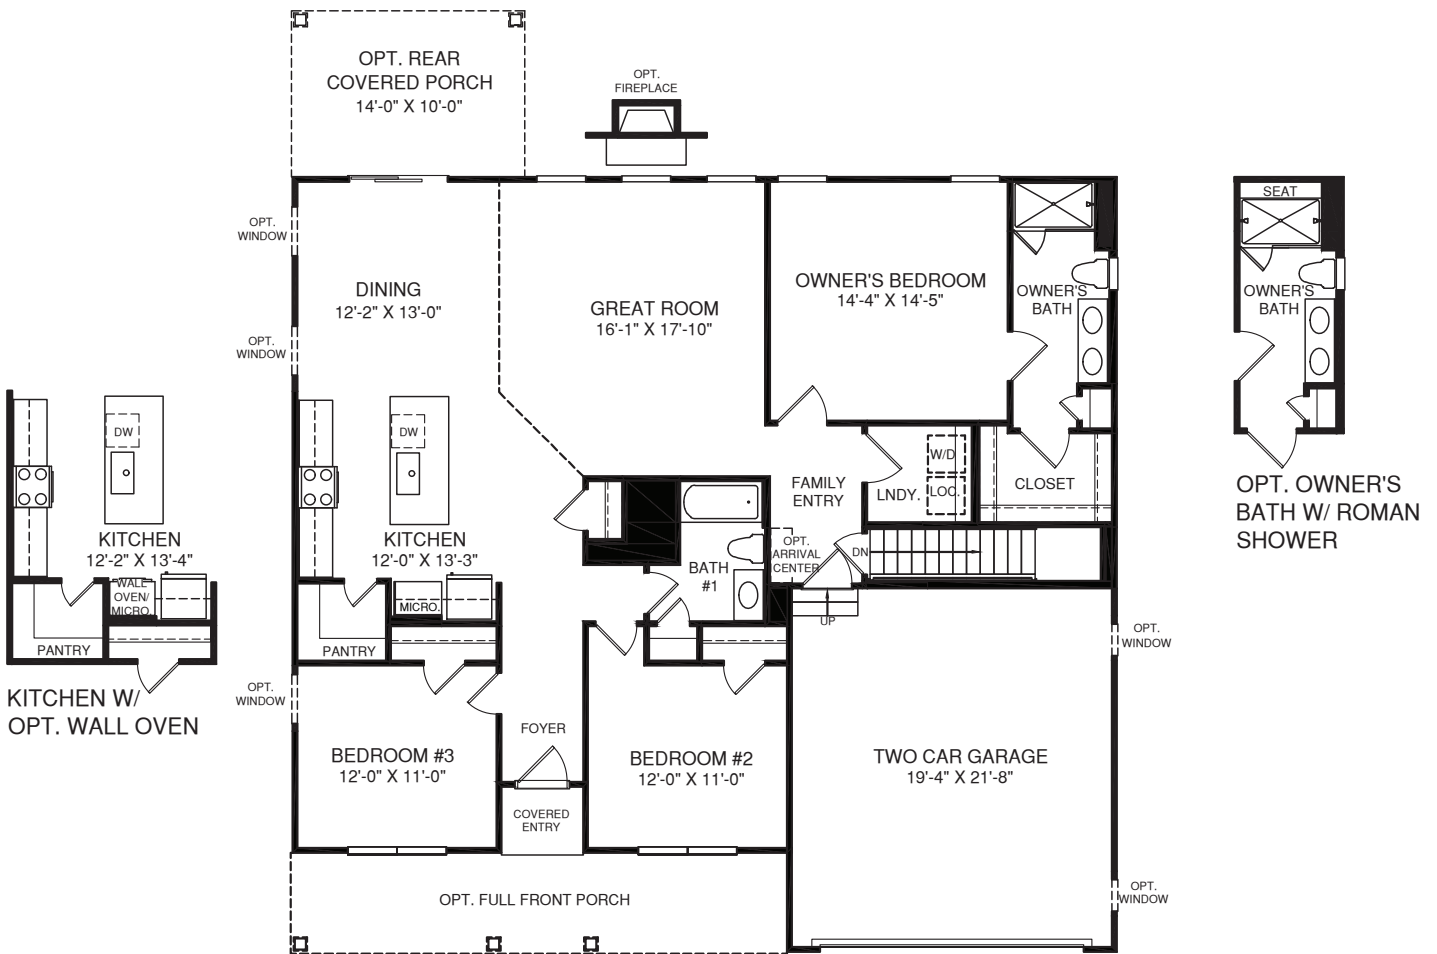 OPT. REAR
COVERED PORCH
14'-0" X 10'-0"
OPT.
FIREPLACE
OPT.
WINDOW
OPT.
WINDOW
DINING
12'-2" X 13'-0"
GREAT ROOM
16'-1" X 17'-10"
OWNER'S BEDROOM
14'-4" X 14'-5"
OWNER'S
BATH
SEAT
OWNER'S
BATH
OPT. OWNER'S
BATH W/ ROMAN
SHOWER
DW
KITCHEN
12'-2" X 13'-4"
WALL
OVEN/
MICRO.
PANTRY
KITCHEN W/
OPT. WALL OVEN
DW
KITCHEN
12'-0" X 13'-3"
MICRO.
PANTRY
FAMILY
ENTRY
LNDY.
W/D
LOC.
CLOSET
OPT.
ARRIVAL
CENTER
DN
UP
BATH
#1
OPT.
WINDOW
BEDROOM #3
12'-0" X 11'-0"
FOYER
COVERED
ENTRY
BEDROOM #2
12'-0" X 11'-0"
TWO CAR GARAGE
19'-4" X 21'-8"
OPT.
WINDOW
OPT.
WINDOW
OPT. FULL FRONT PORCH